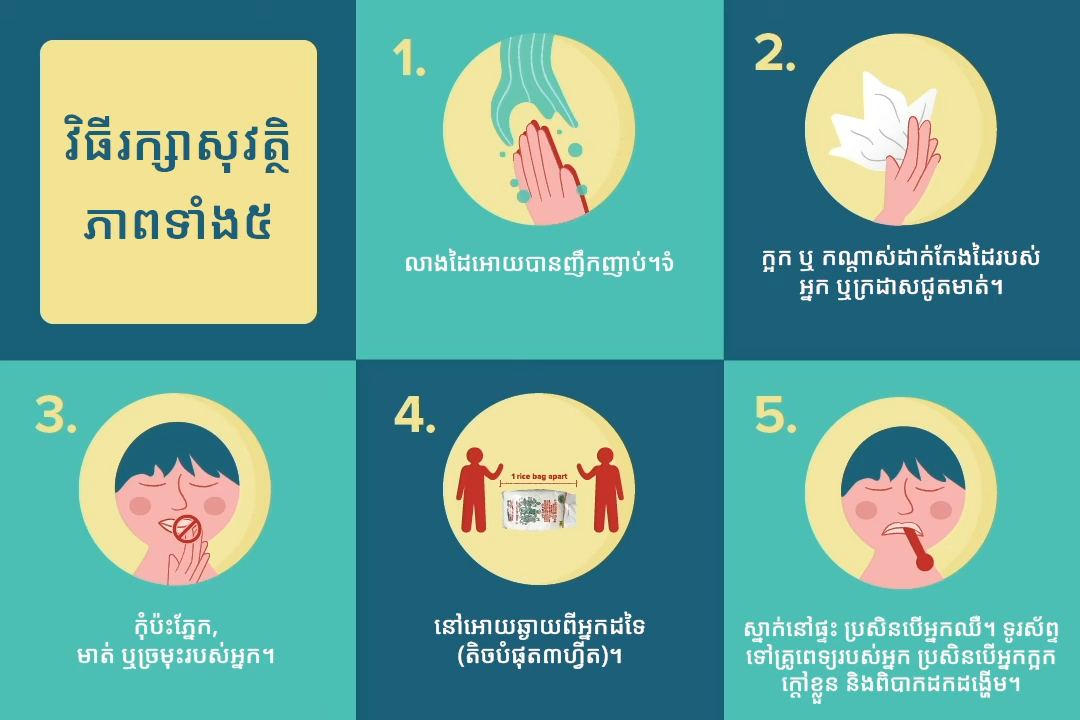 វិធីរក្សាសុវត្ថិ
ភាពទាំង៥
1.
លាងដៃអោយបានញឹកញាប់។ចំ
2.
ក្អក ឬ កណ្តាស់ដាក់កែងដៃរបស់
អ្នក ឬក្រដាសជូតមាត់។
3.
កុំប៉ះភ្នែក,
មាត់ ឬច្រមុះរបស់អ្នក។
4.
1 rice bag apart
នៅអោយឆ្ងាយពីអ្នកដទៃ
(តិចបំផុត៣ហ្វីត)។
5.
ស្នាក់នៅផ្ទះ ប្រសិនបើអ្នកឈឺ។ ទូរស័ព្ទ
ទៅគ្រូពេទ្យរបស់អ្នក ប្រសិនបើអ្នកក្អក
ក្តៅខ្លួន និងពិបាកដកដង្ហើម។